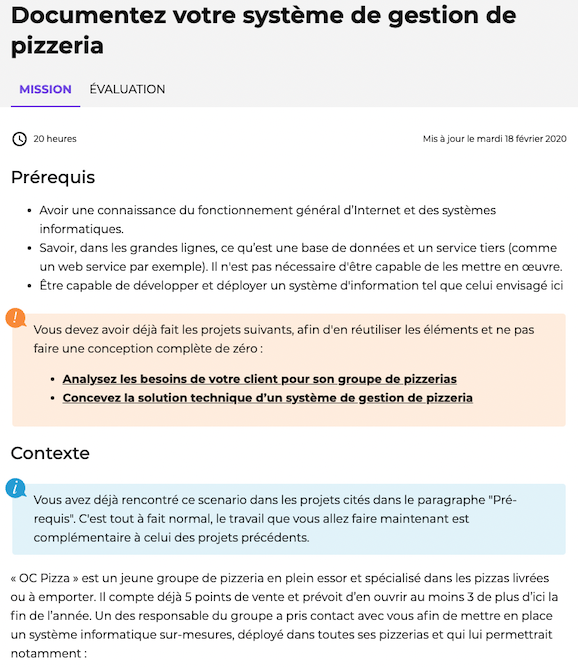 Documentez votre système de gestion de
pizzeria
MISSION ÉVALUATION
20 heures Mis à jour le mardi 18 février 2020
Prérequis
• Avoir une connaissance du fonctionnement général d'Internet et des systèmes
informatiques.
• Savoir, dans les grandes lignes, ce qu'est une base de données et un service tiers (comme
un web service par exemple). Il n'est pas nécessaire d'être capable de les mettre en œuvre.
• Être capable de développer et déployer un système d'information tel que celui envisagé ici
!
Vous devez avoir déjà fait les projets suivants, afin d'en réutiliser les éléments et ne pas
faire une conception complète de zéro :
• Analysez les besoins de votre client pour son groupe de pizzerias
• Concevez la solution technique d'un système de gestion de pizzeria
Contexte
i
Vous avez déjà rencontré ce scenario dans les projets cités dans le paragraphe "Pré-
requis". C'est tout à fait normal, le travail que vous allez faire maintenant est
complémentaire à celui des projets précédents.
« OC Pizza » est un jeune groupe de pizzeria en plein essor et spécialisé dans les pizzas livrées
ou à emporter. Il compte déjà 5 points de vente et prévoit d'en ouvrir au moins 3 de plus d'ici la
fin de l'année. Un des responsable du groupe a pris contact avec vous afin de mettre en place
un système informatique sur-mesures, déployé dans toutes ses pizzerias et qui lui permettrait
notamment :